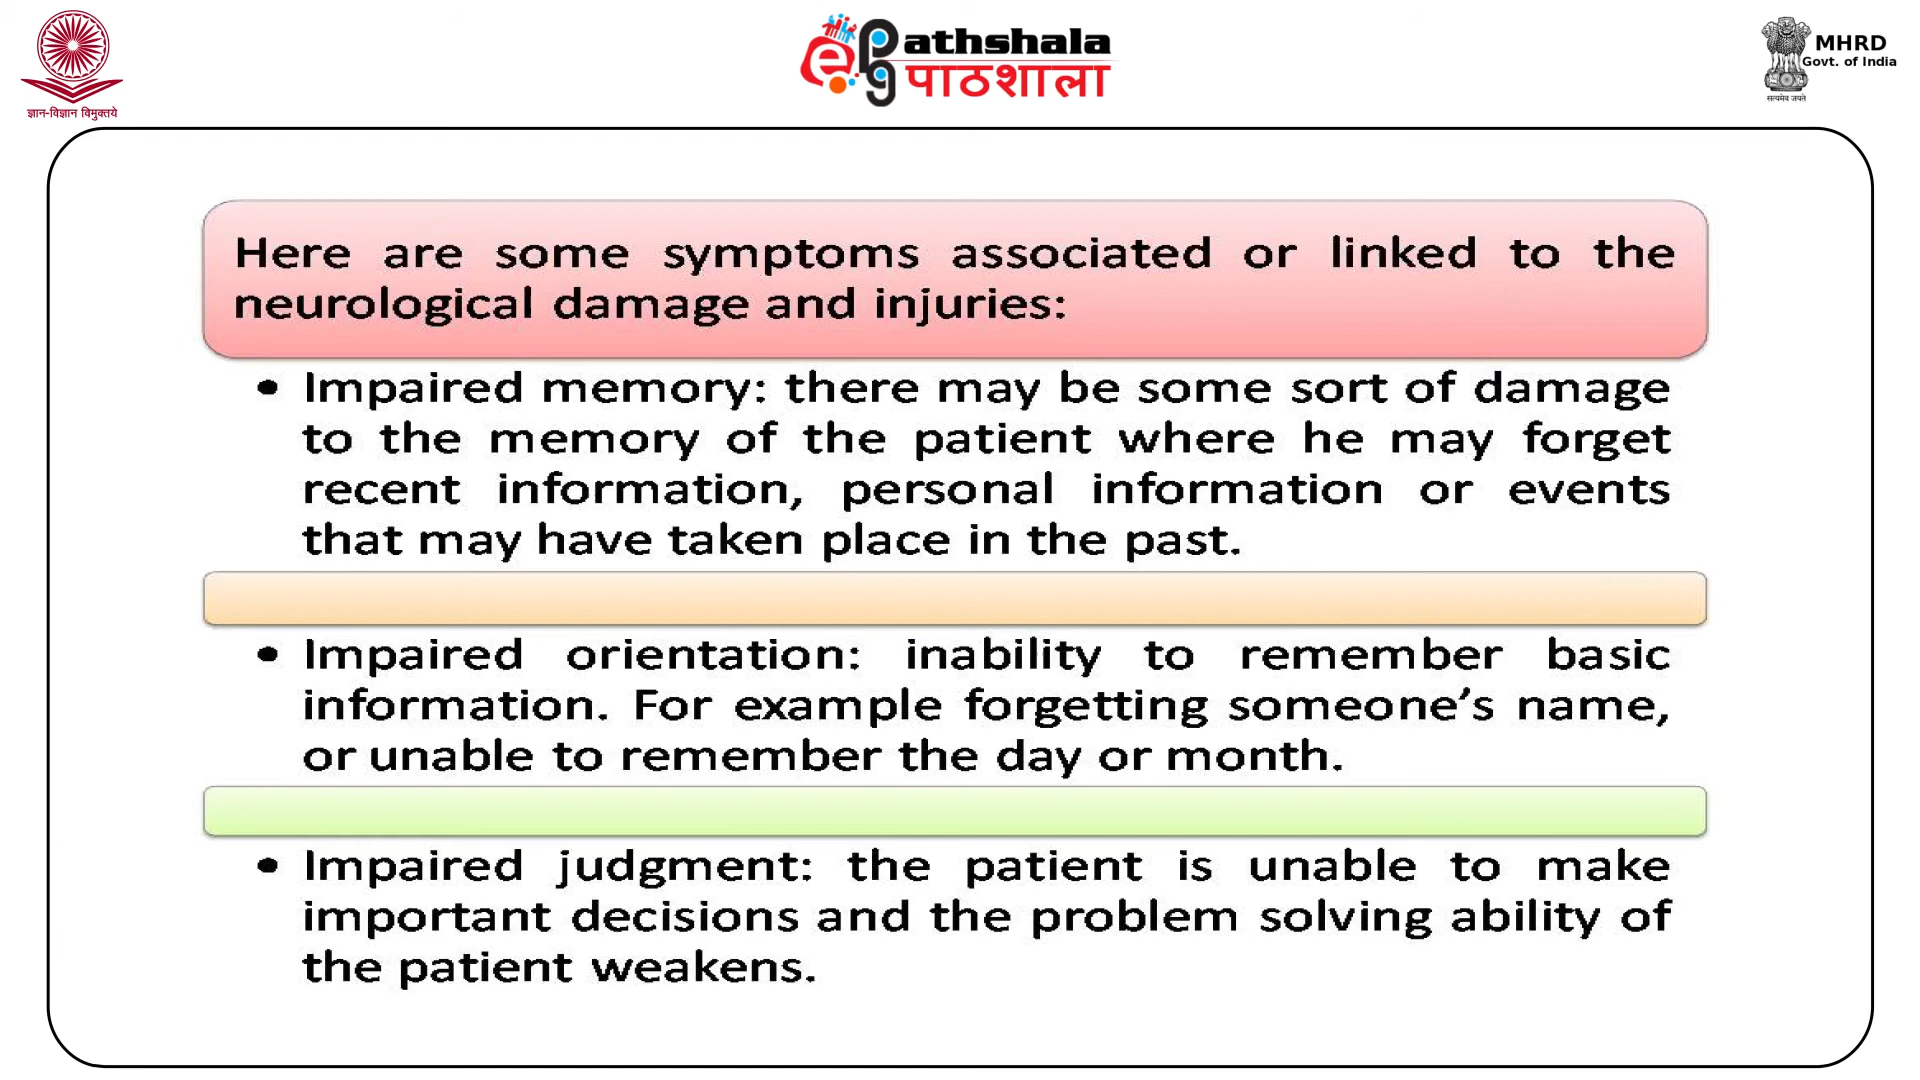 ज्ञान-विज्ञान विमुक्तये
e pg athshala
पाठशाला
MHRD
Govt. of India
सत्यमेव जयते
Here are some symptoms associated or linked to the
neurological damage and injuries:
• Impaired memory: there may be some sort of damage
to the memory of the patient where he may forget
recent information, personal information or events
that may have taken place in the past.
• Impaired orientation: inability to remember basic
information. For example forgetting someone’s name,
or unable to remember the day or month.
• Impaired judgment: the patient is unable to make
important decisions and the problem solving ability of
the patient weakens.